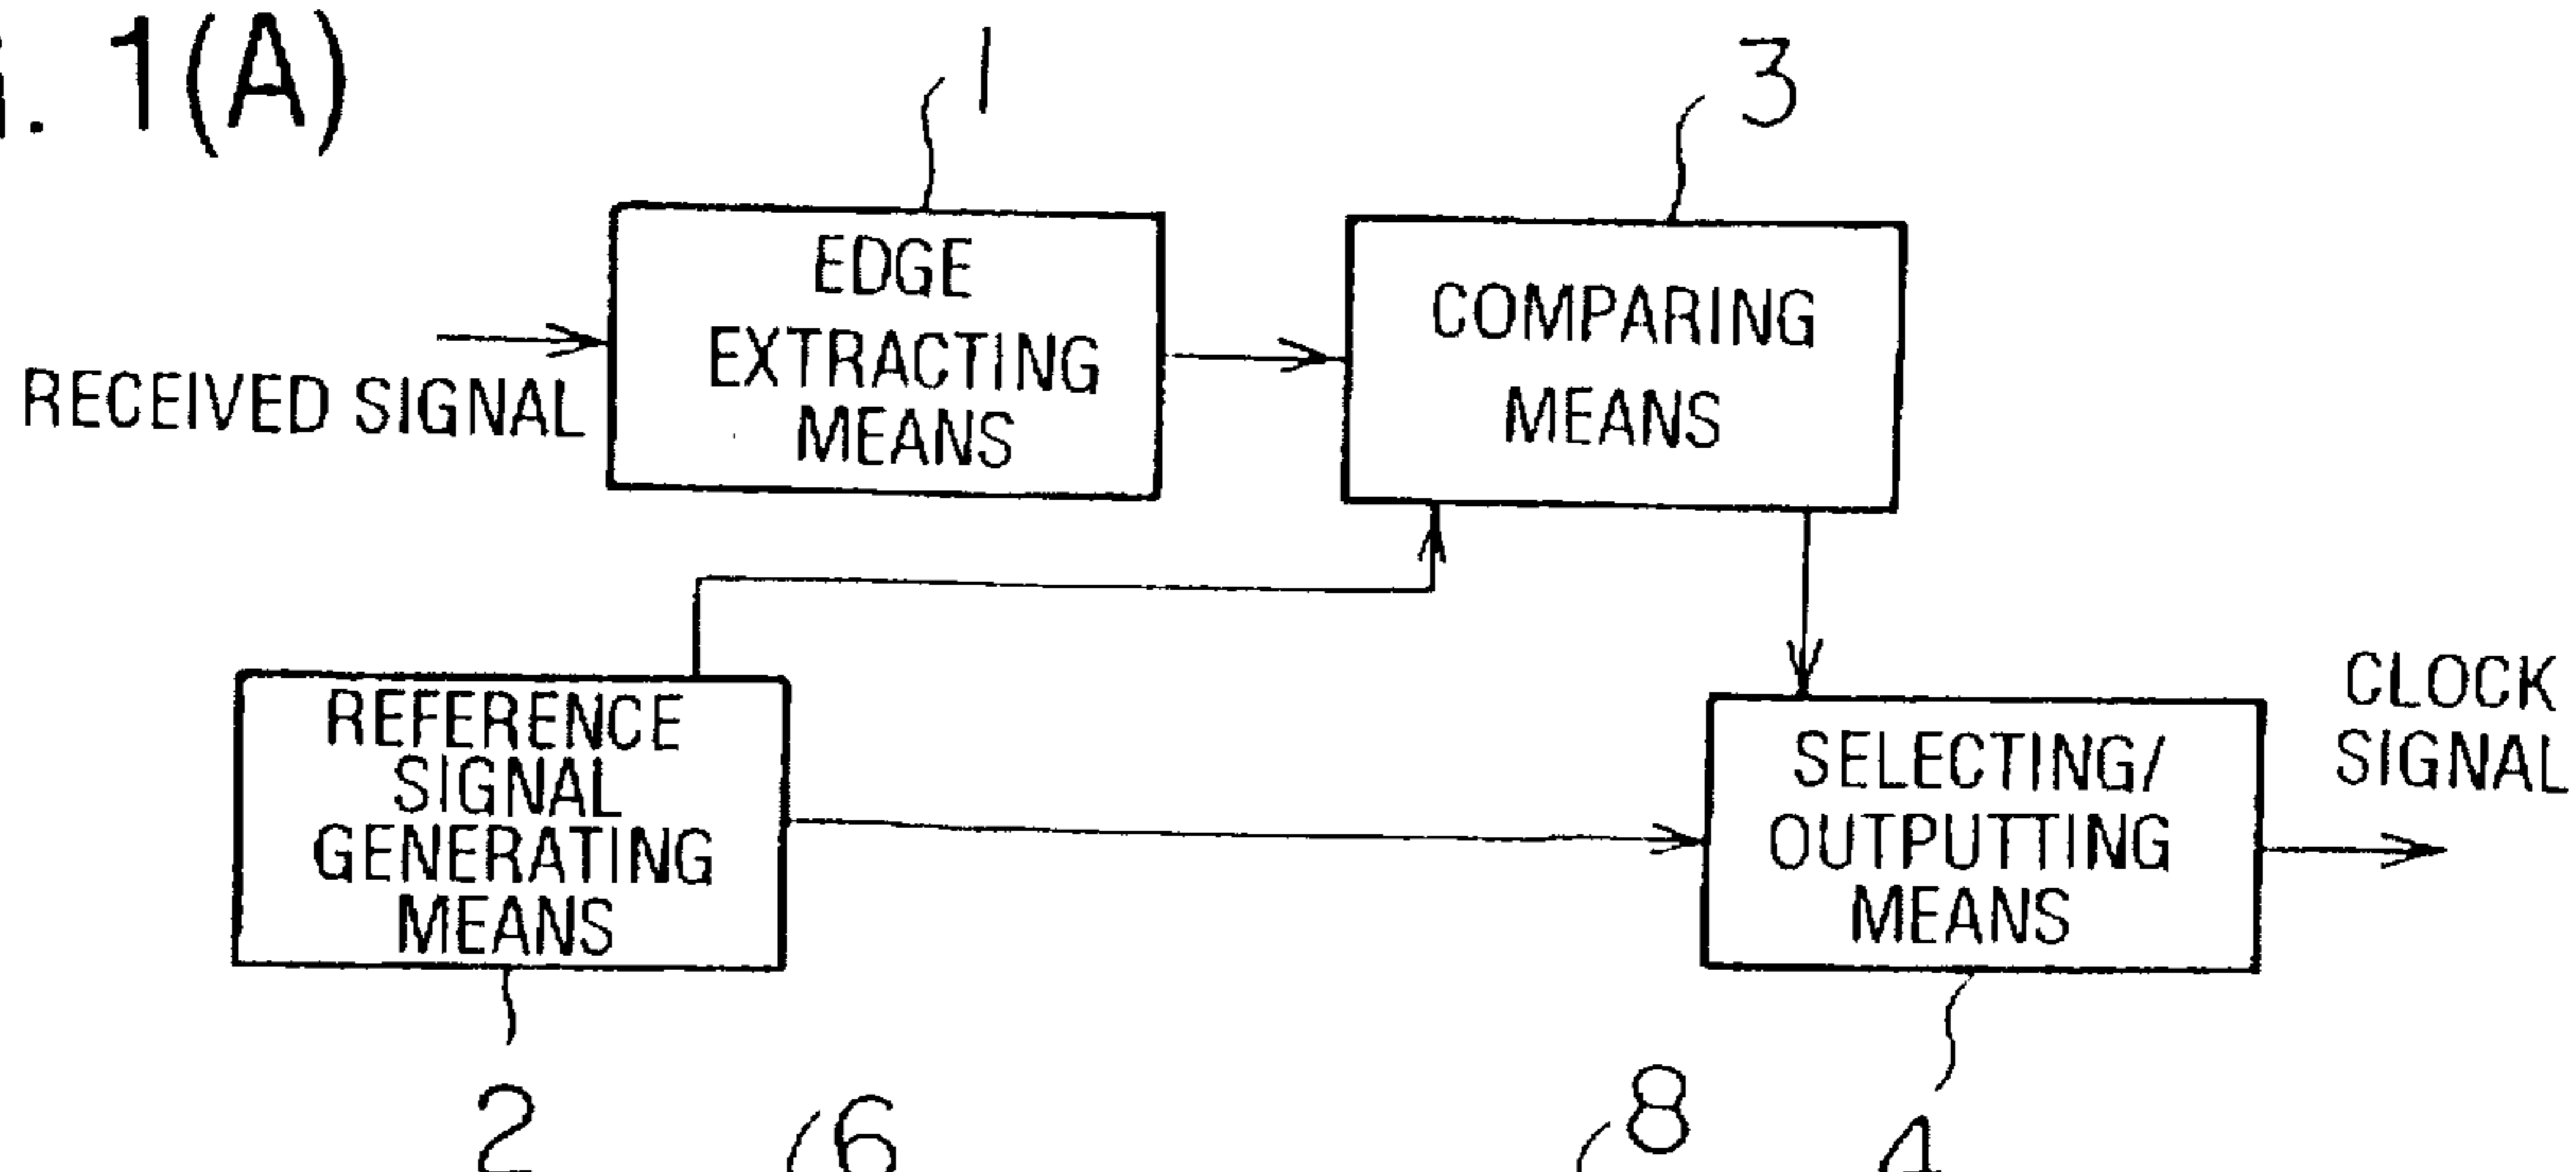 . 1(A)
1
3
EDGE
EXTRACTING
MEANS
COMPARING
MEANS
RECEIVED SIGNAL
REFERENCE
SIGNAL
GENERATING
MEANS
SELECTING/
OUTPUTTING
MEANS
CLOCK
SIGNAL
2
6
8
4